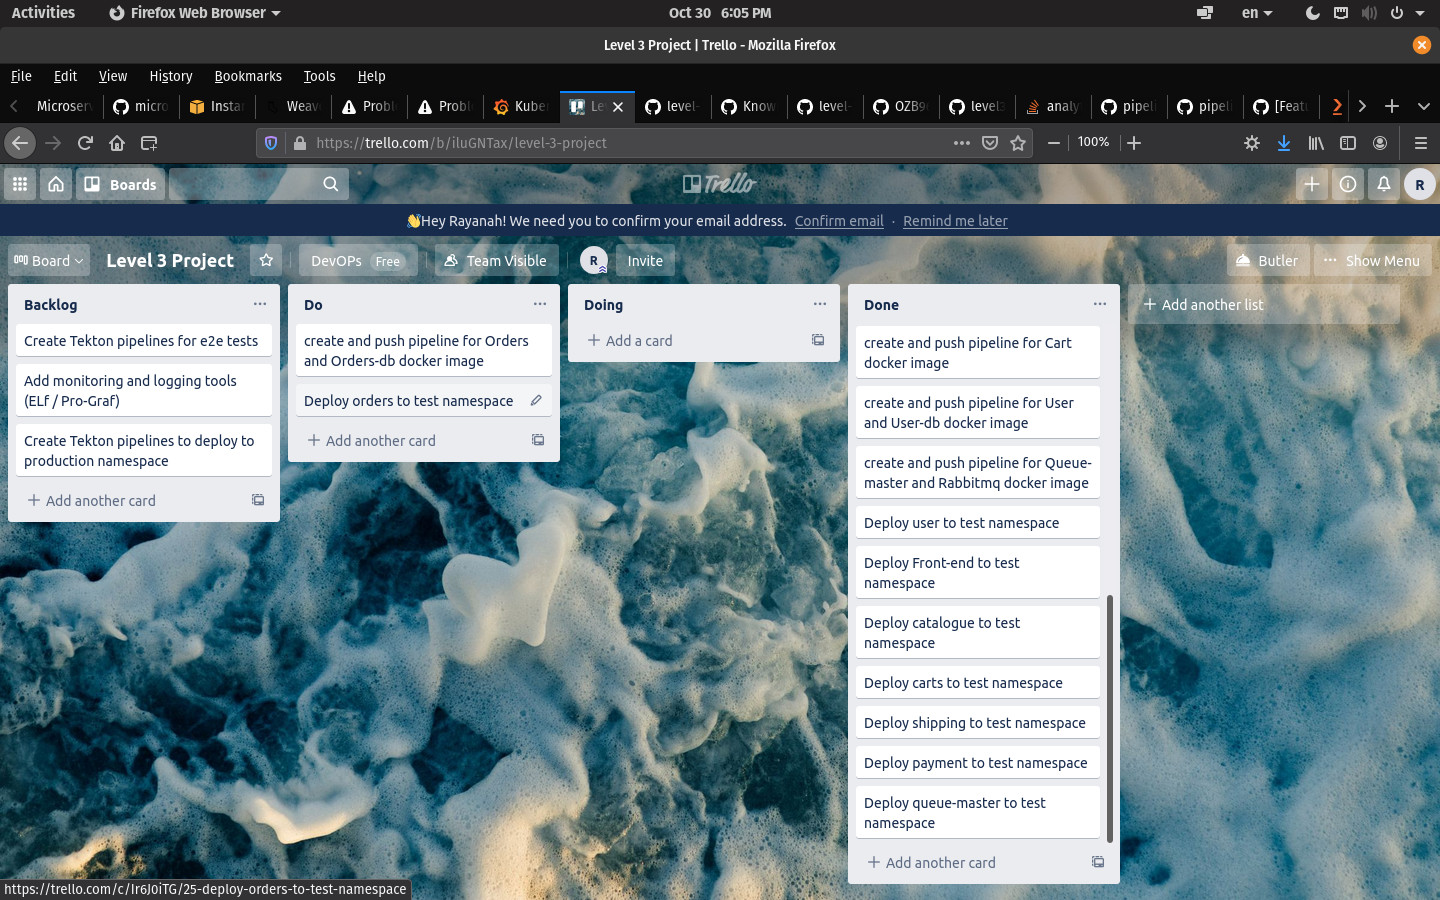 Activities
Firefox Web Browser
Oct 30 6:05 PM
en
Level 3 Project | Trello - Mozilla Firefox
File Edit View History Bookmarks Tools Help
Microserv
micro
Instan
Weave
Proble
Proble
Kuber
Le
level-
Know
level-
OZB9
level3
analy
pipeli
pipeli
[Feat
https://trello.com/b/iluGNTax/level-3-project
100%
Boards
Trello
R
👋Hey Rayanah! We need you to confirm your email address. Confirm email · Remind me later
Board
Level 3 Project
DevOPs Free
Team Visible
R
Invite
Butler
··· Show Menu
Backlog
Create Tekton pipelines for e2e tests
Add monitoring and logging tools
(ELf / Pro-Graf)
Create Tekton pipelines to deploy to
production namespace
+ Add another card
Do
create and push pipeline for Orders
and Orders-db docker image
Deploy orders to test namespace
+ Add another card
Doing
+ Add a card
Done
create and push pipeline for Cart
docker image
create and push pipeline for User
and User-db docker image
create and push pipeline for Queue-
master and Rabbitmq docker image
Deploy user to test namespace
Deploy Front-end to test
namespace
Deploy catalogue to test
namespace
Deploy carts to test namespace
Deploy shipping to test namespace
Deploy payment to test namespace
Deploy queue-master to test
namespace
+ Add another card
+ Add another list
https://trello.com/c/Ir6J0iTG/25-deploy-orders-to-test-namespace